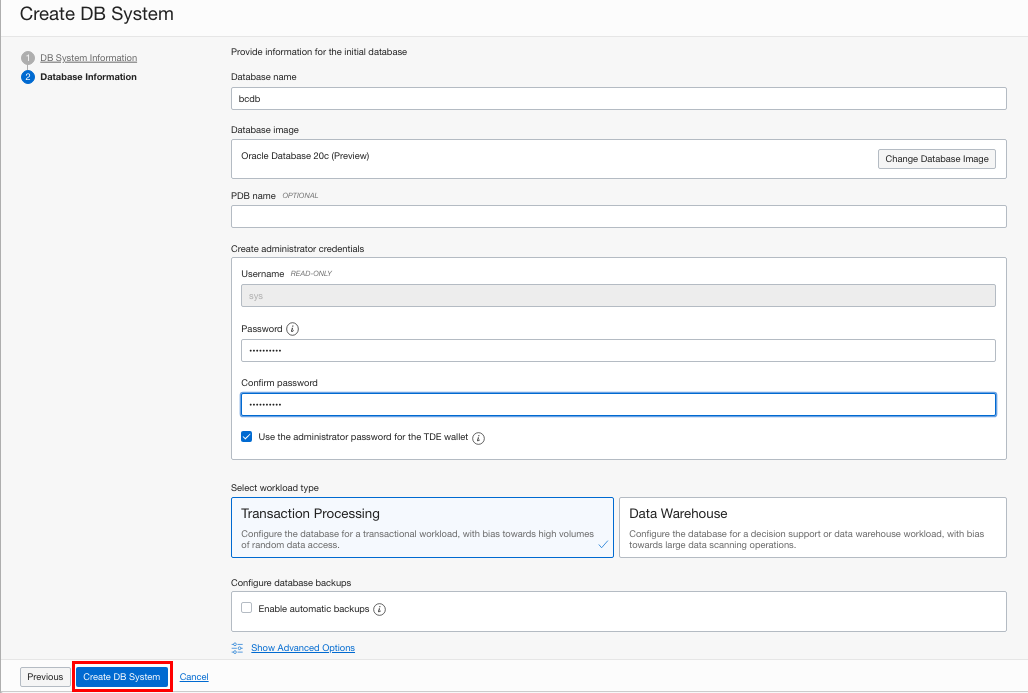 Create DB System
1 DB System Information
2 Database Information
Provide information for the initial database
Database name
bcdb
Database image
Oracle Database 20c (Preview)
Change Database Image
PDB name OPTIONAL
Create administrator credentials
Username READ-ONLY
sys
Password i
••••••••••
Confirm password
••••••••••
Use the administrator password for the TDE wallet i
Select workload type
Transaction Processing
Configure the database for a transactional workload, with bias towards high volumes
of random data access.
Data Warehouse
Configure the database for a decision support or data warehouse workload, with bias
towards large data scanning operations.
Configure database backups
Enable automatic backups i
Show Advanced Options
Previous Create DB System Cancel